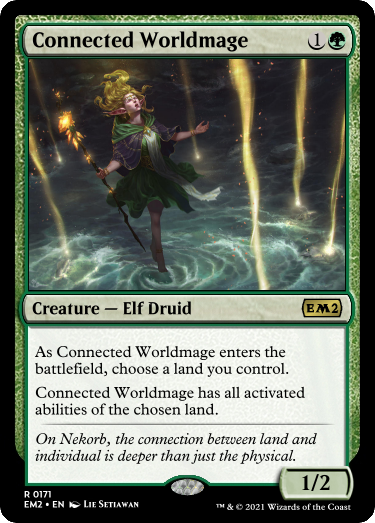 Connected Worldmage 1
Creature — Elf Druid EM2
As Connected Worldmage enters the
battlefield, choose a land you control.
Connected Worldmage has all activated
abilities of the chosen land.
On Nekorb, the connection between land and
individual is deeper than just the physical.
1/2
R 0171
EM2 • EN Lie Setiawan
™ & © 2021 Wizards of the Coast